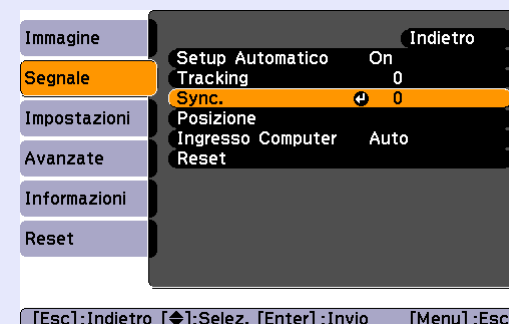 Immagine
Segnale
Impostazioni
Avanzate
Informazioni
Reset
Indietro
Setup Automatico On
Tracking 0
Sync. 0
Posizione
Ingresso Computer Auto
Reset
[Esc]:Indietro [◆]:Selez. [Enter]:Invio [Menu]:Esc